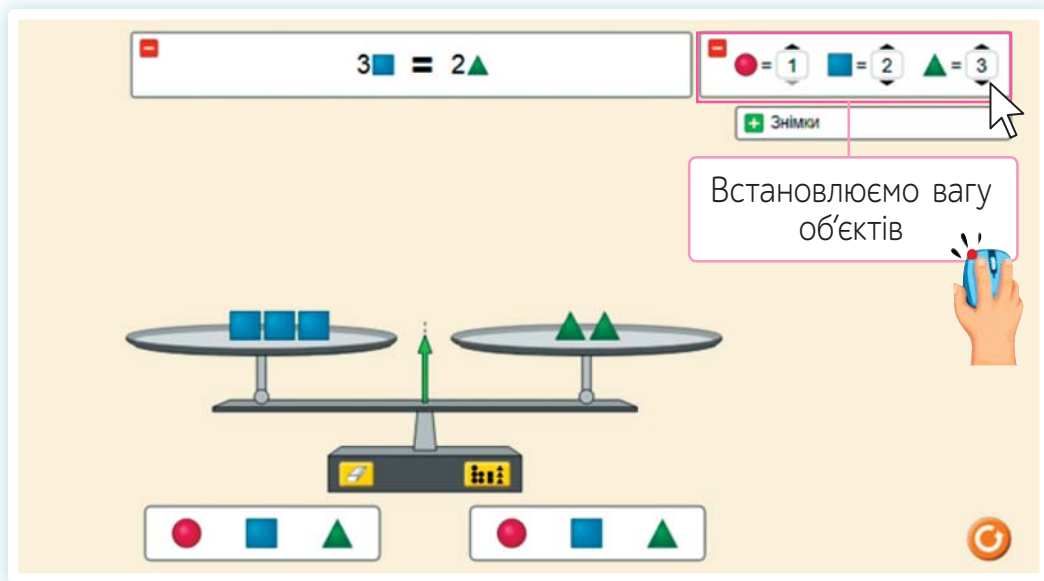 3■ = 2▲
●= 1 ■= 2 ▲= 3
Знімки
Встановлюємо вагу
об’єктів